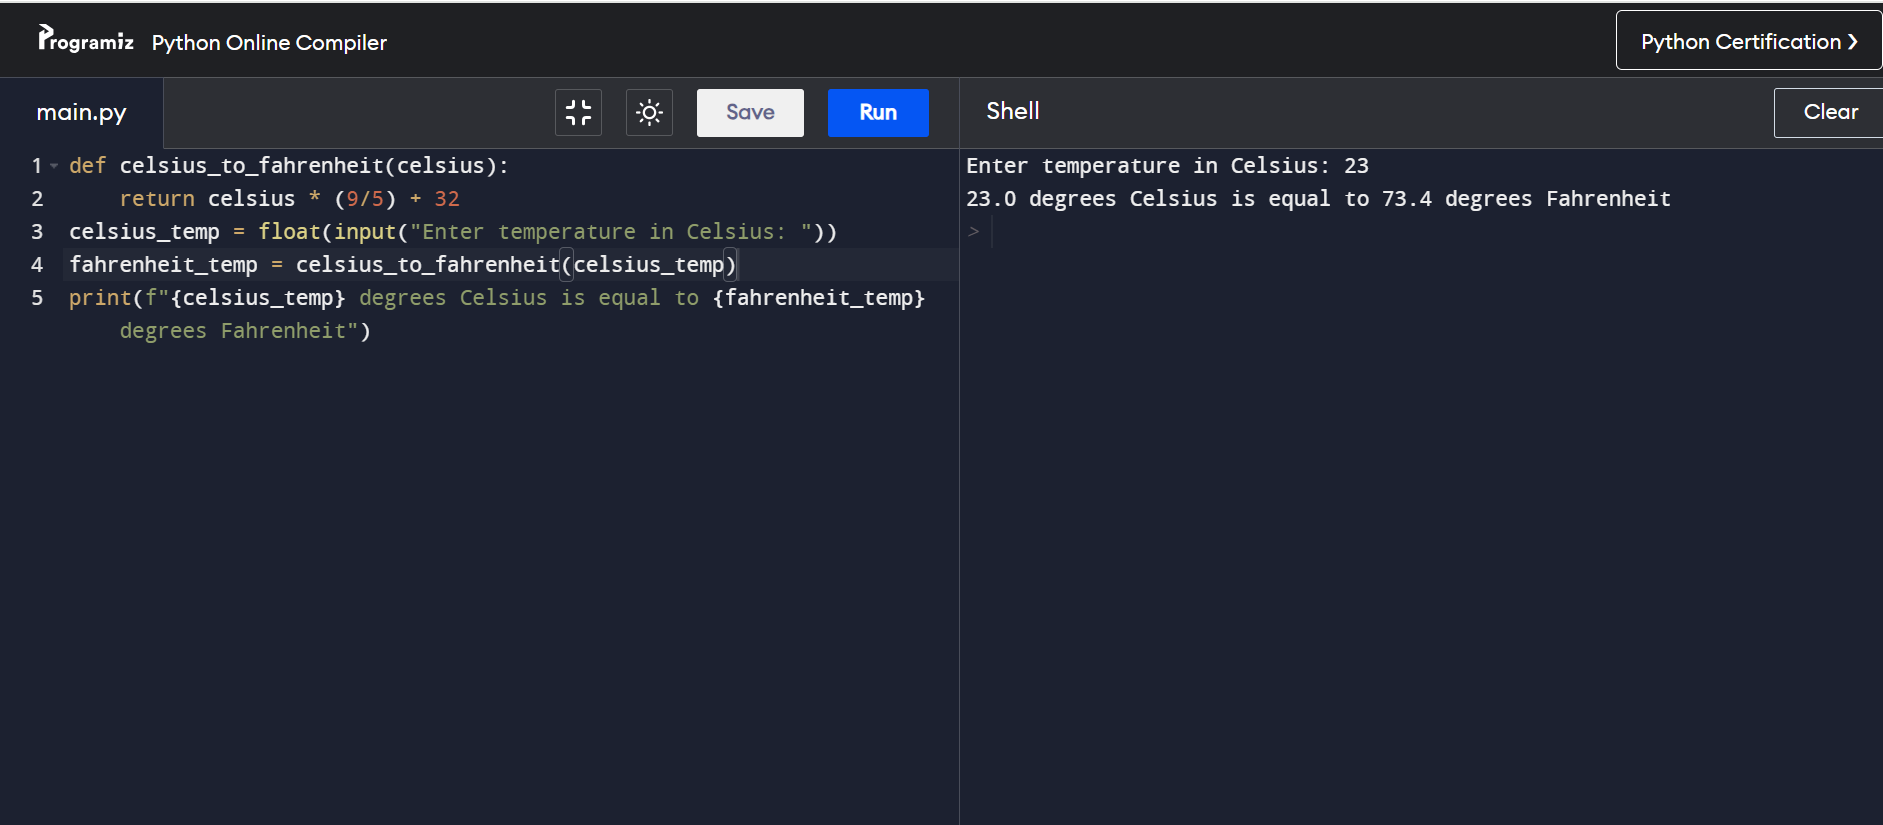 Programiz Python Online Compiler
Python Certification ❯
main.py
Save
Run
Shell
Clear
1 def celsius_to_fahrenheit(celsius):
2     return celsius * (9/5) + 32
3 celsius_temp = float(input("Enter temperature in Celsius: "))
4 fahrenheit_temp = celsius_to_fahrenheit(celsius_temp)
5 print(f"{celsius_temp} degrees Celsius is equal to {fahrenheit_temp}
    degrees Fahrenheit")
Enter temperature in Celsius: 23
23.0 degrees Celsius is equal to 73.4 degrees Fahrenheit
>